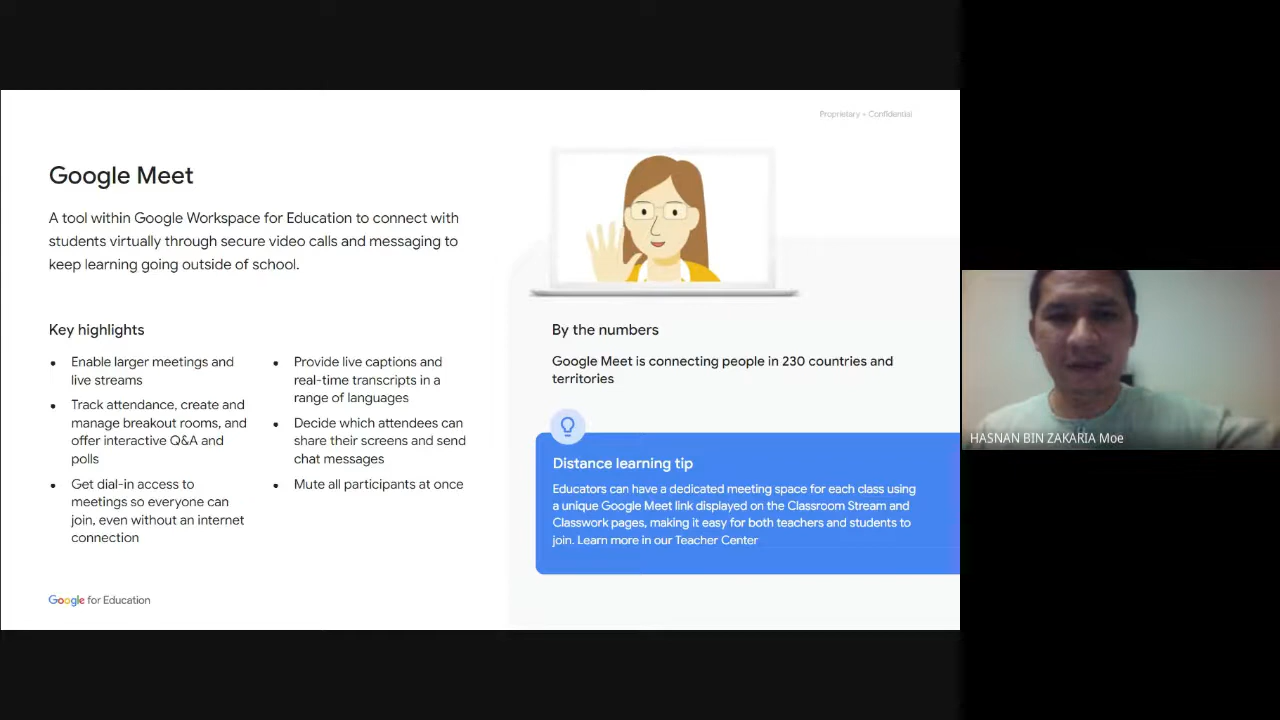 Proprietary + Confidential
Google Meet
A tool within Google Workspace for Education to connect with
students virtually through secure video calls and messaging to
keep learning going outside of school.
Key highlights
• Enable larger meetings and
live streams
• Track attendance, create and
manage breakout rooms, and
offer interactive Q&A and
polls
• Get dial-in access to
meetings so everyone can
join, even without an internet
connection
• Provide live captions and
real-time transcripts in a
range of languages
• Decide which attendees can
share their screens and send
chat messages
• Mute all participants at once
By the numbers
Google Meet is connecting people in 230 countries and
territories
Distance learning tip
Educators can have a dedicated meeting space for each class using
a unique Google Meet link displayed on the Classroom Stream and
Classwork pages, making it easy for both teachers and students to
join. Learn more in our Teacher Center
Google for Education
HASNAN BIN ZAKARIA Moe